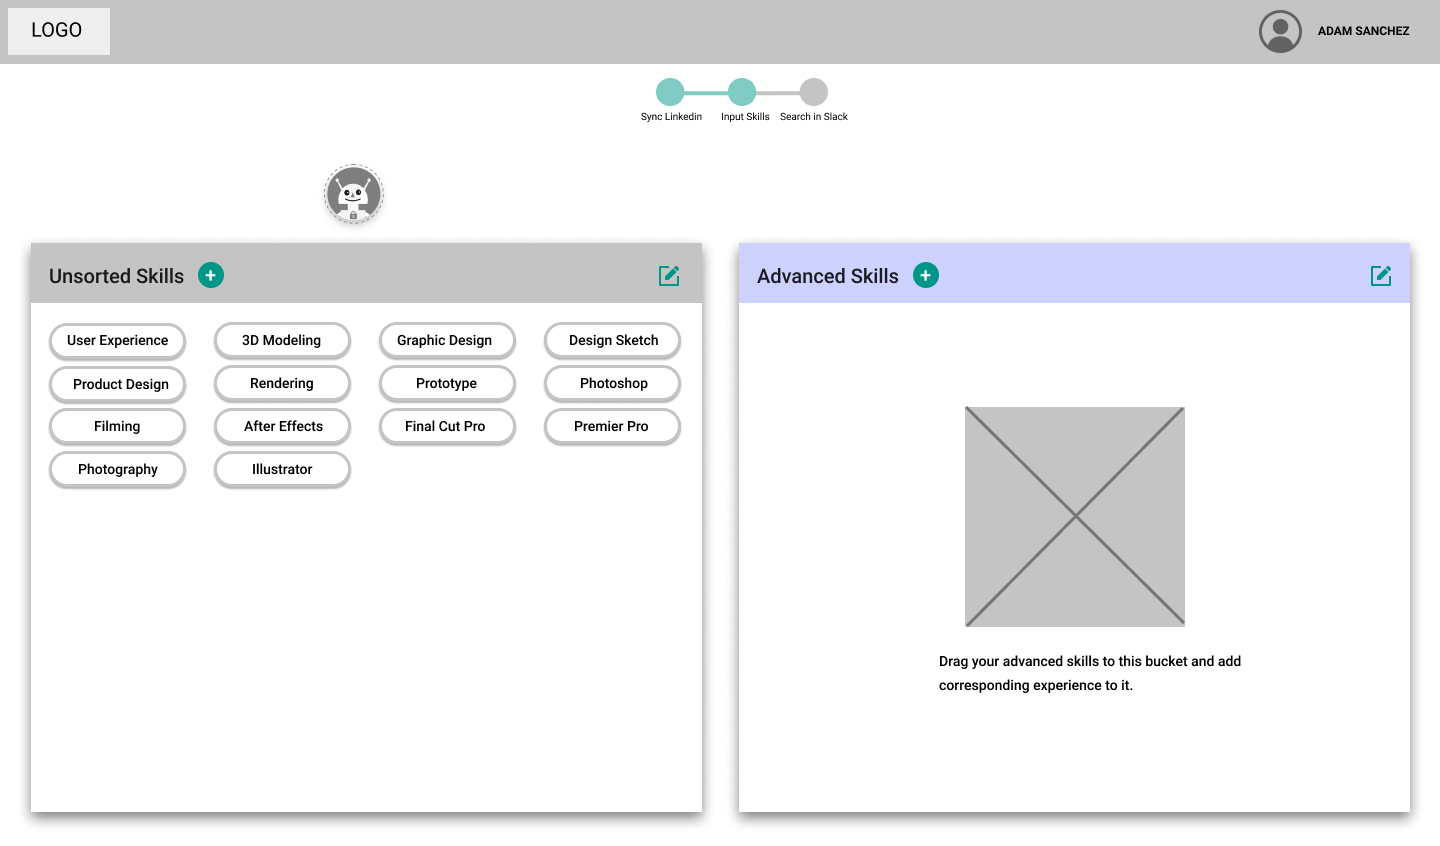 LOGO
ADAM SANCHEZ
Sync Linkedin
Input Skills
Search in Slack
Unsorted Skills
Advanced Skills
User Experience
3D Modeling
Graphic Design
Design Sketch
Product Design
Rendering
Prototype
Photoshop
Filming
After Effects
Final Cut Pro
Premier Pro
Photography
Illustrator
Drag your advanced skills to this bucket and add
corresponding experience to it.